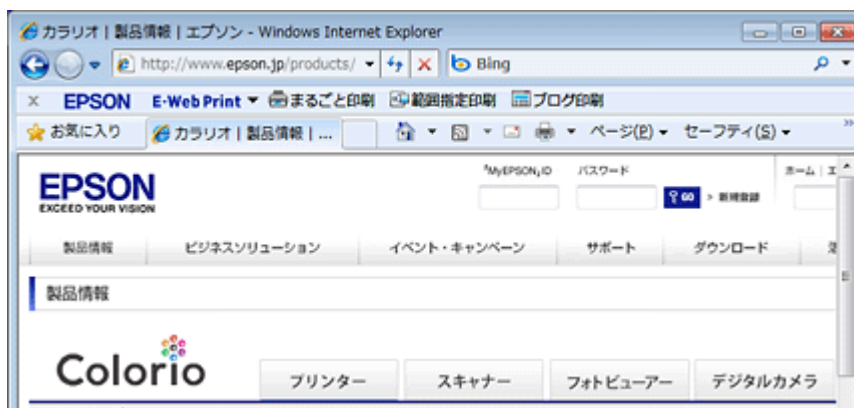 カラリオ | 製品情報 | エプソン - Windows Internet Explorer
http://www.epson.jp/products/
Bing
× EPSON E-Web Print まるごと印刷 範囲指定印刷 ブログ印刷
お気に入り カラリオ | 製品情報 | ... ページ(P) セーフティ(S) »
EPSON
EXCEED YOUR VISION
MyEPSON ID パスワード ホーム | エ
GO > 新規登録
製品情報 ビジネスソリューション イベント・キャンペーン サポート ダウンロード
製品情報
Colorio
プリンター スキャナー フォトビューアー デジタルカメラ